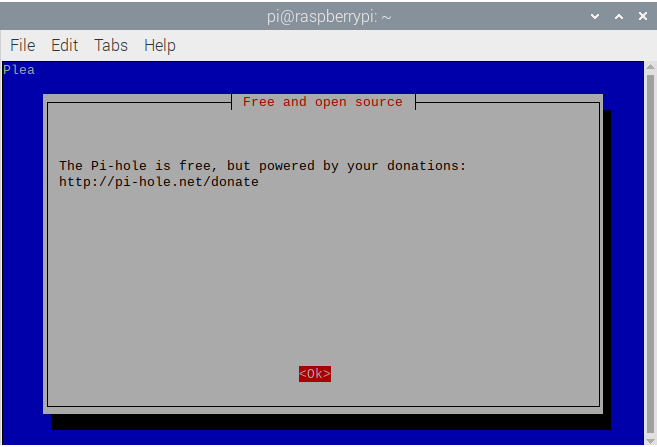 pi@raspberrypi: ~
File Edit Tabs Help
Plea
Free and open source
The Pi-hole is free, but powered by your donations:
http://pi-hole.net/donate
<Ok>